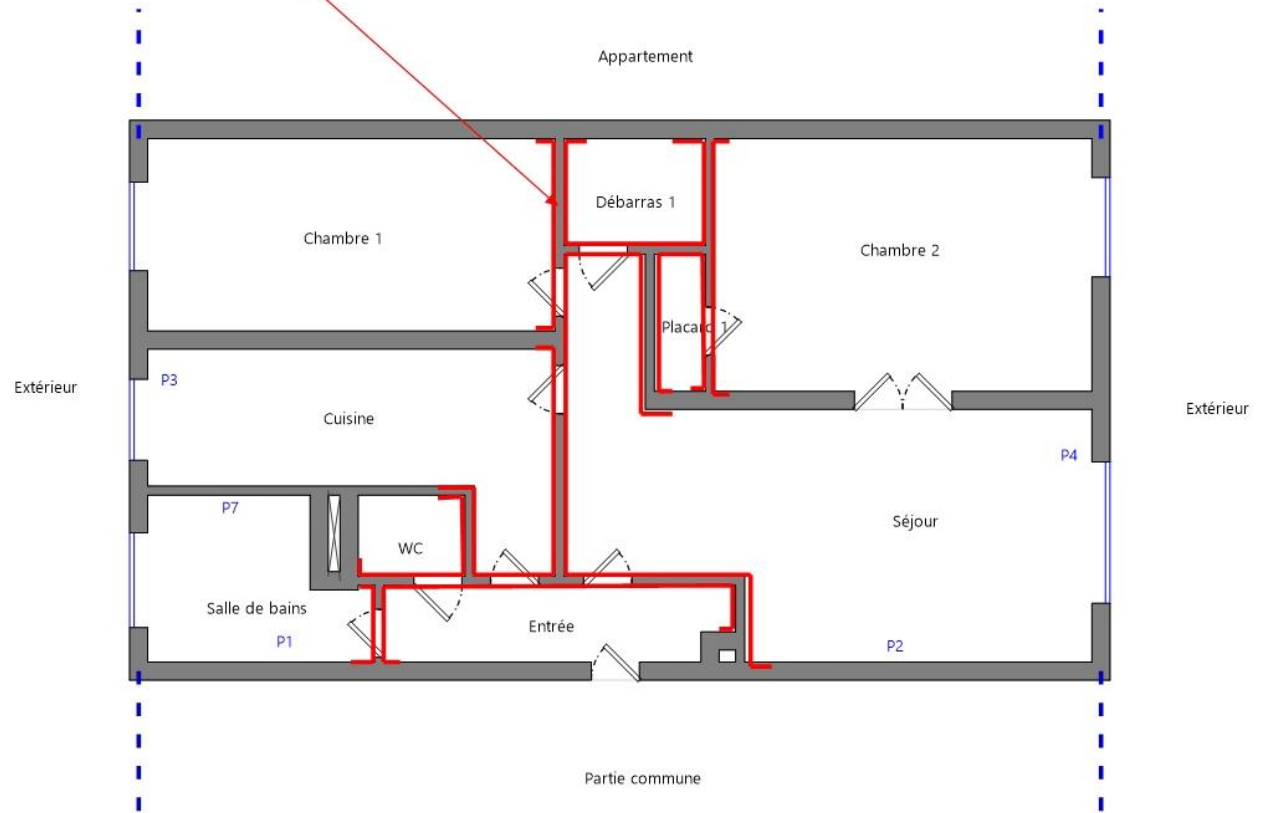 Appartement
Débarras 1
Chambre 1
Chambre 2
Placard 1
P3
Extérieur
Cuisine
Extérieur
P4
P7
Séjour
WC
Salle de bains
Entrée
P1
P2
Partie commune